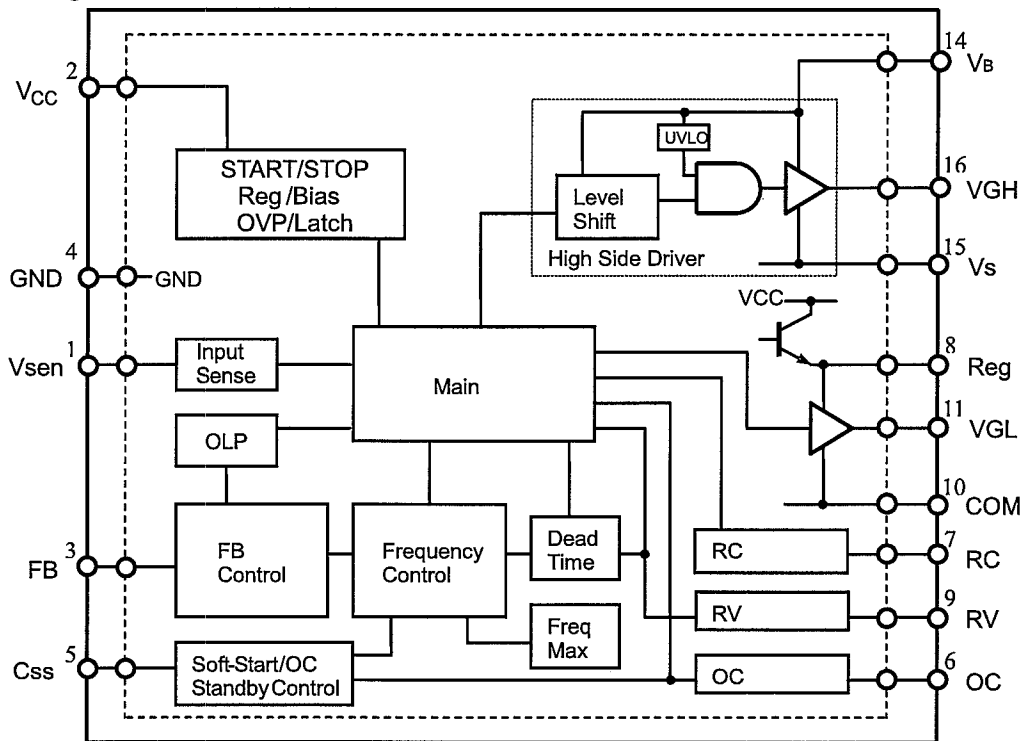 2
VCC
START/STOP
Reg/Bias
OVP/Latch
4
GND
GND
1
Vsen
Input
Sense
OLP
3
FB
FB
Control
5
Css
Soft-Start/OC
Standby Control
Main
Frequency
Control
Dead
Time
Freq
Max
UVLO
Level
Shift
High Side Driver
VCC
RC
RV
OC
14
VB
16
VGH
15
Vs
8
Reg
11
VGL
10
COM
7
RC
9
RV
6
OC